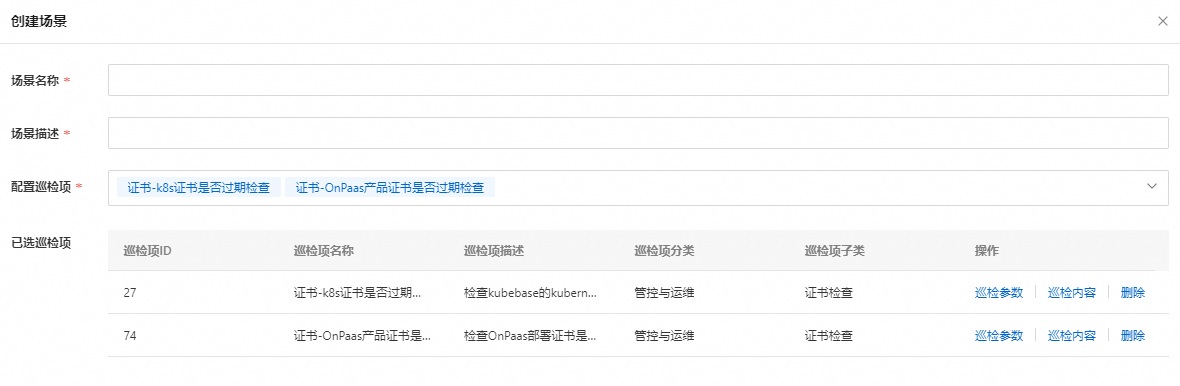 创建场景
场景名称 *
场景描述 *
配置巡检项 * 证书-k8s证书是否过期检查 证书-OnPaas产品证书是否过期检查
已选巡检项 巡检项ID 巡检项名称 巡检项描述 巡检项分类 巡检项子类 操作
27 证书-k8s证书是否过期... 检查kubebase的kubern... 管控与运维 证书检查 巡检参数 巡检内容 删除
74 证书-OnPaas产品证书是... 检查OnPaas部署证书是... 管控与运维 证书检查 巡检参数 巡检内容 删除